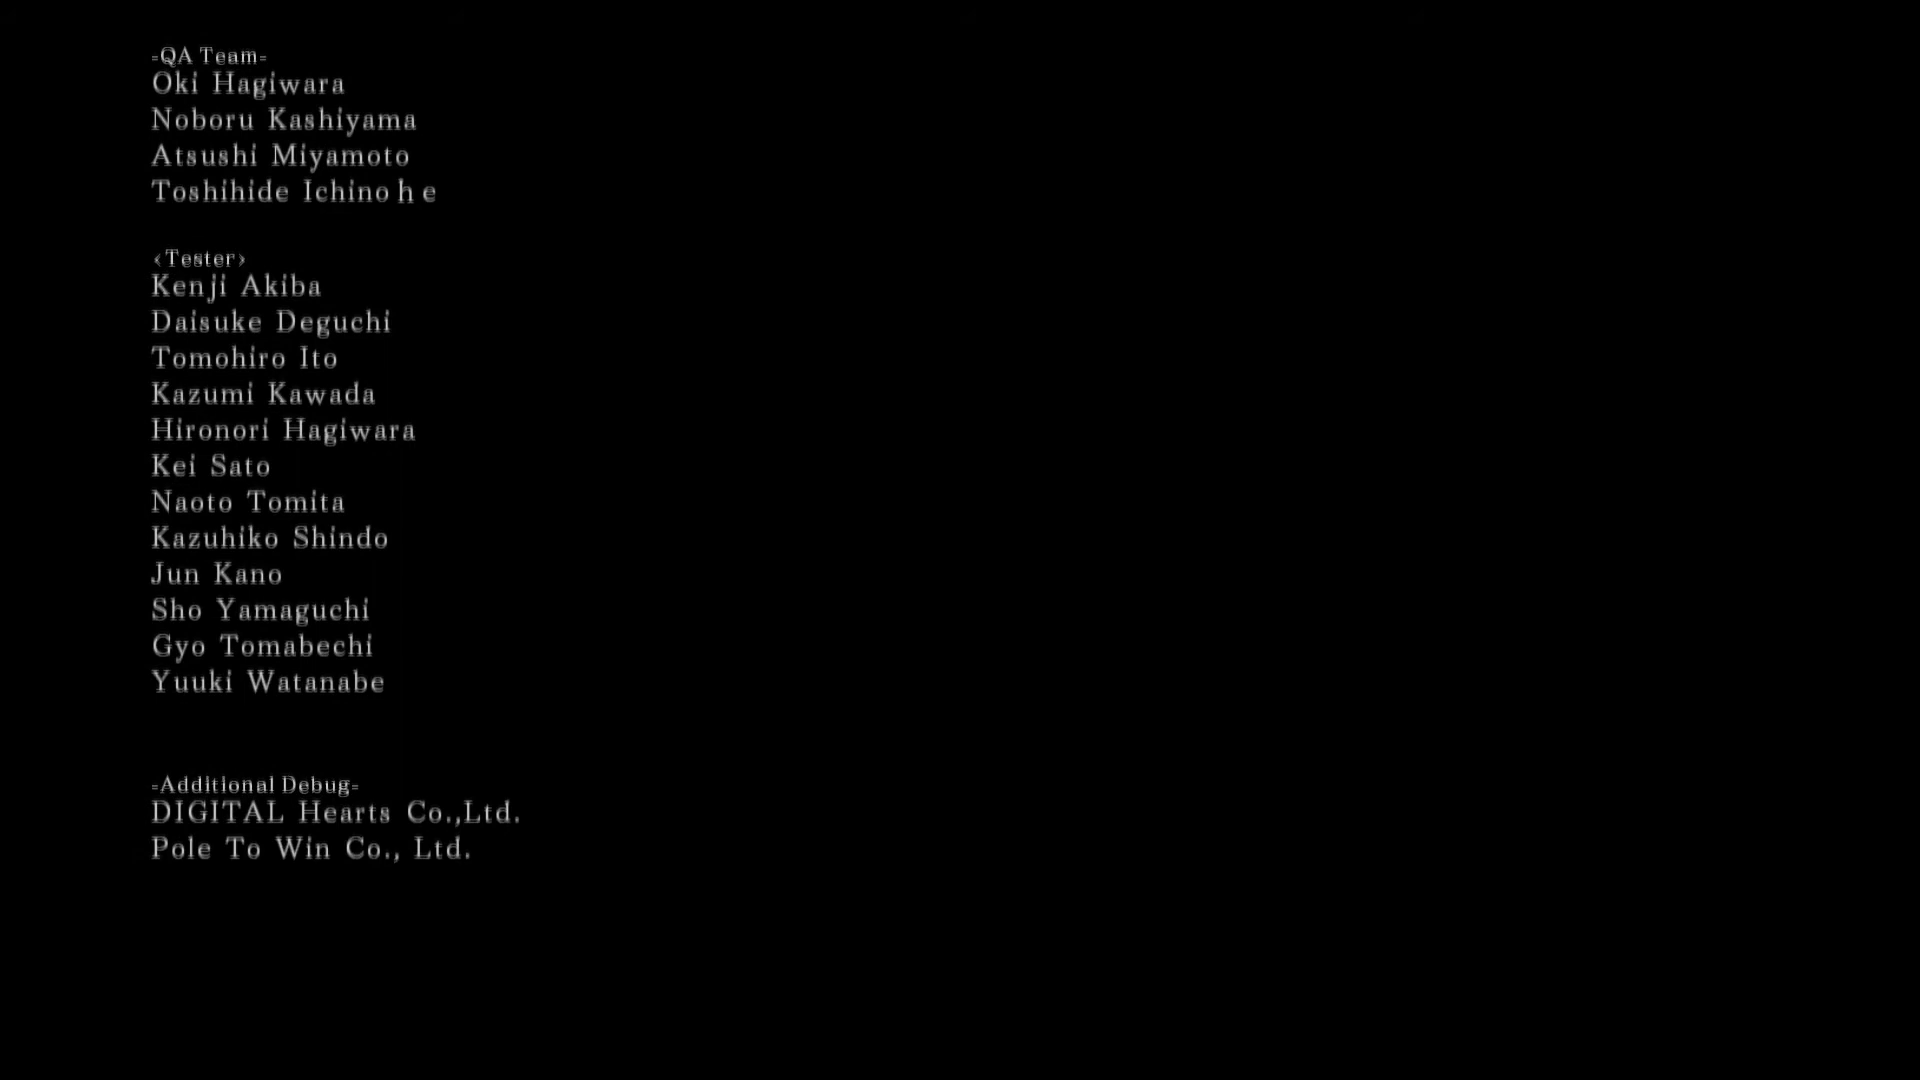 -QA Team-
Oki Hagiwara
Noboru Kashiyama
Atsushi Miyamoto
Toshihide Ichinoｈｅ
<Tester>
Kenji Akiba
Daisuke Deguchi
Tomohiro Ito
Kazumi Kawada
Hironori Hagiwara
Kei Sato
Naoto Tomita
Kazuhiko Shindo
Jun Kano
Sho Yamaguchi
Gyo Tomabechi
Yuuki Watanabe
-Additional Debug-
DIGITAL Hearts Co.,Ltd.
Pole To Win Co., Ltd.